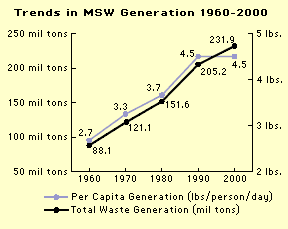 Trends in MSW Generation 1960-2000
250 mil tons
5 lbs.
231.9
4.5
200 mil tons
4 lbs.
4.5
205.2
3.7
150 mil tons
151.6
3.3
3 lbs.
2.7
121.1
100 mil tons
88.1
50 mil tons
2 lbs.
1960 1970 1980 1990 2000
Per Capita Generation (lbs/person/day)
Total Waste Generation (mil tons)